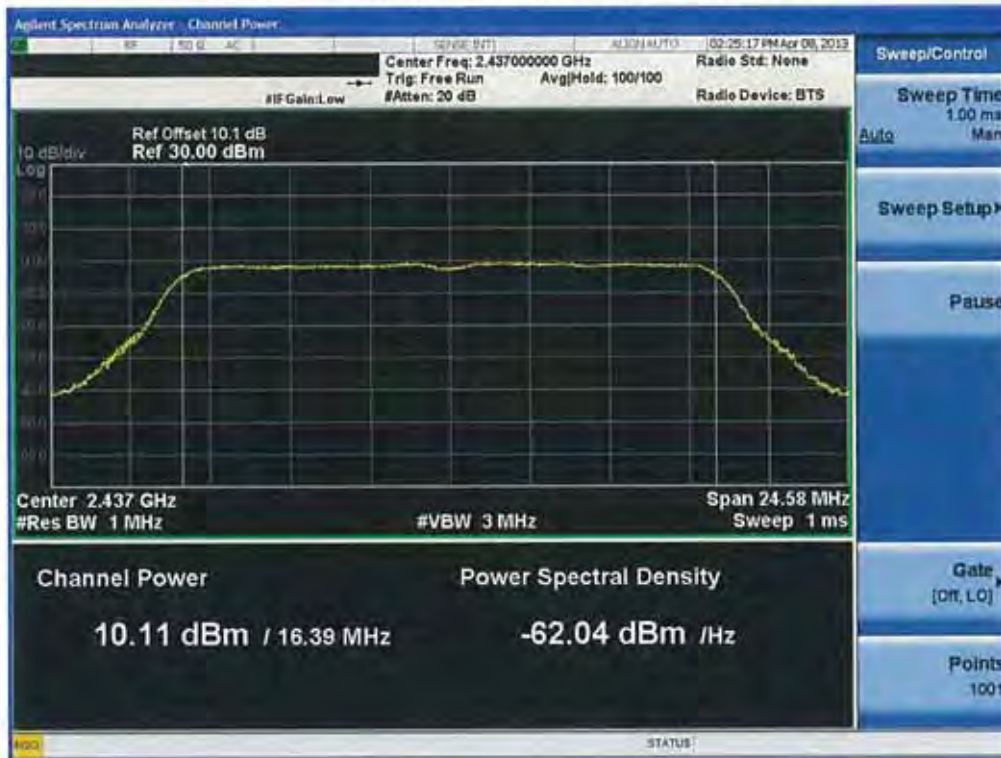 Agilent Spectrum Analyzer - Channel Power
RF 50 Ω AC SENSE:INT ALIGN AUTO 02:25:17 PM Apr 08, 2013
Center Freq: 2.437000000 GHz Radio Std: None
Trig: Free Run Avg|Hold: 100/100
#IFGain:Low #Atten: 20 dB Radio Device: BTS
Ref Offset 10.1 dB
10 dB/div Ref 30.00 dBm
Log
Center 2.437 GHz Span 24.58 MHz
#Res BW 1 MHz #VBW 3 MHz Sweep 1 ms
Channel Power Power Spectral Density
10.11 dBm / 16.39 MHz -62.04 dBm /Hz
MSG STATUS
Sweep/Control
Sweep Time
1.00 ms
Auto Man
Sweep Setup
Pause
Gate
[Off, LO]
Points
1001